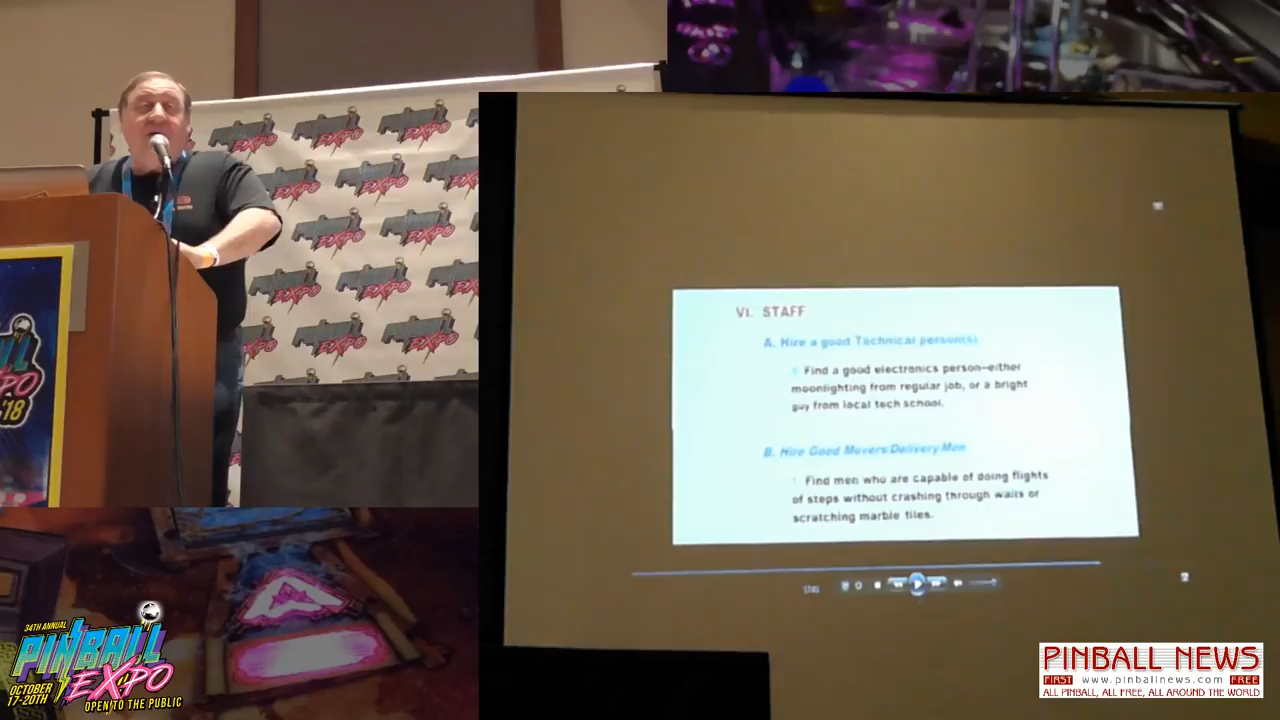 PINBALL
EXPO
VI. STAFF
A. Hire a good Technical person(s)
Find a good electronics person—either
moonlighting from regular job, or a bright
guy from local tech school.
B. Hire Good Movers/Delivery Men
Find men who are capable of doing flights
of steps without crashing through walls or
scratching marble tiles.
'18
34TH ANNUAL
PINBALL
EXPO
OCTOBER
17-20TH
OPEN TO THE PUBLIC
PINBALL NEWS
FIRST www.pinballnews.com FREE
ALL PINBALL, ALL FREE, ALL AROUND THE WORLD